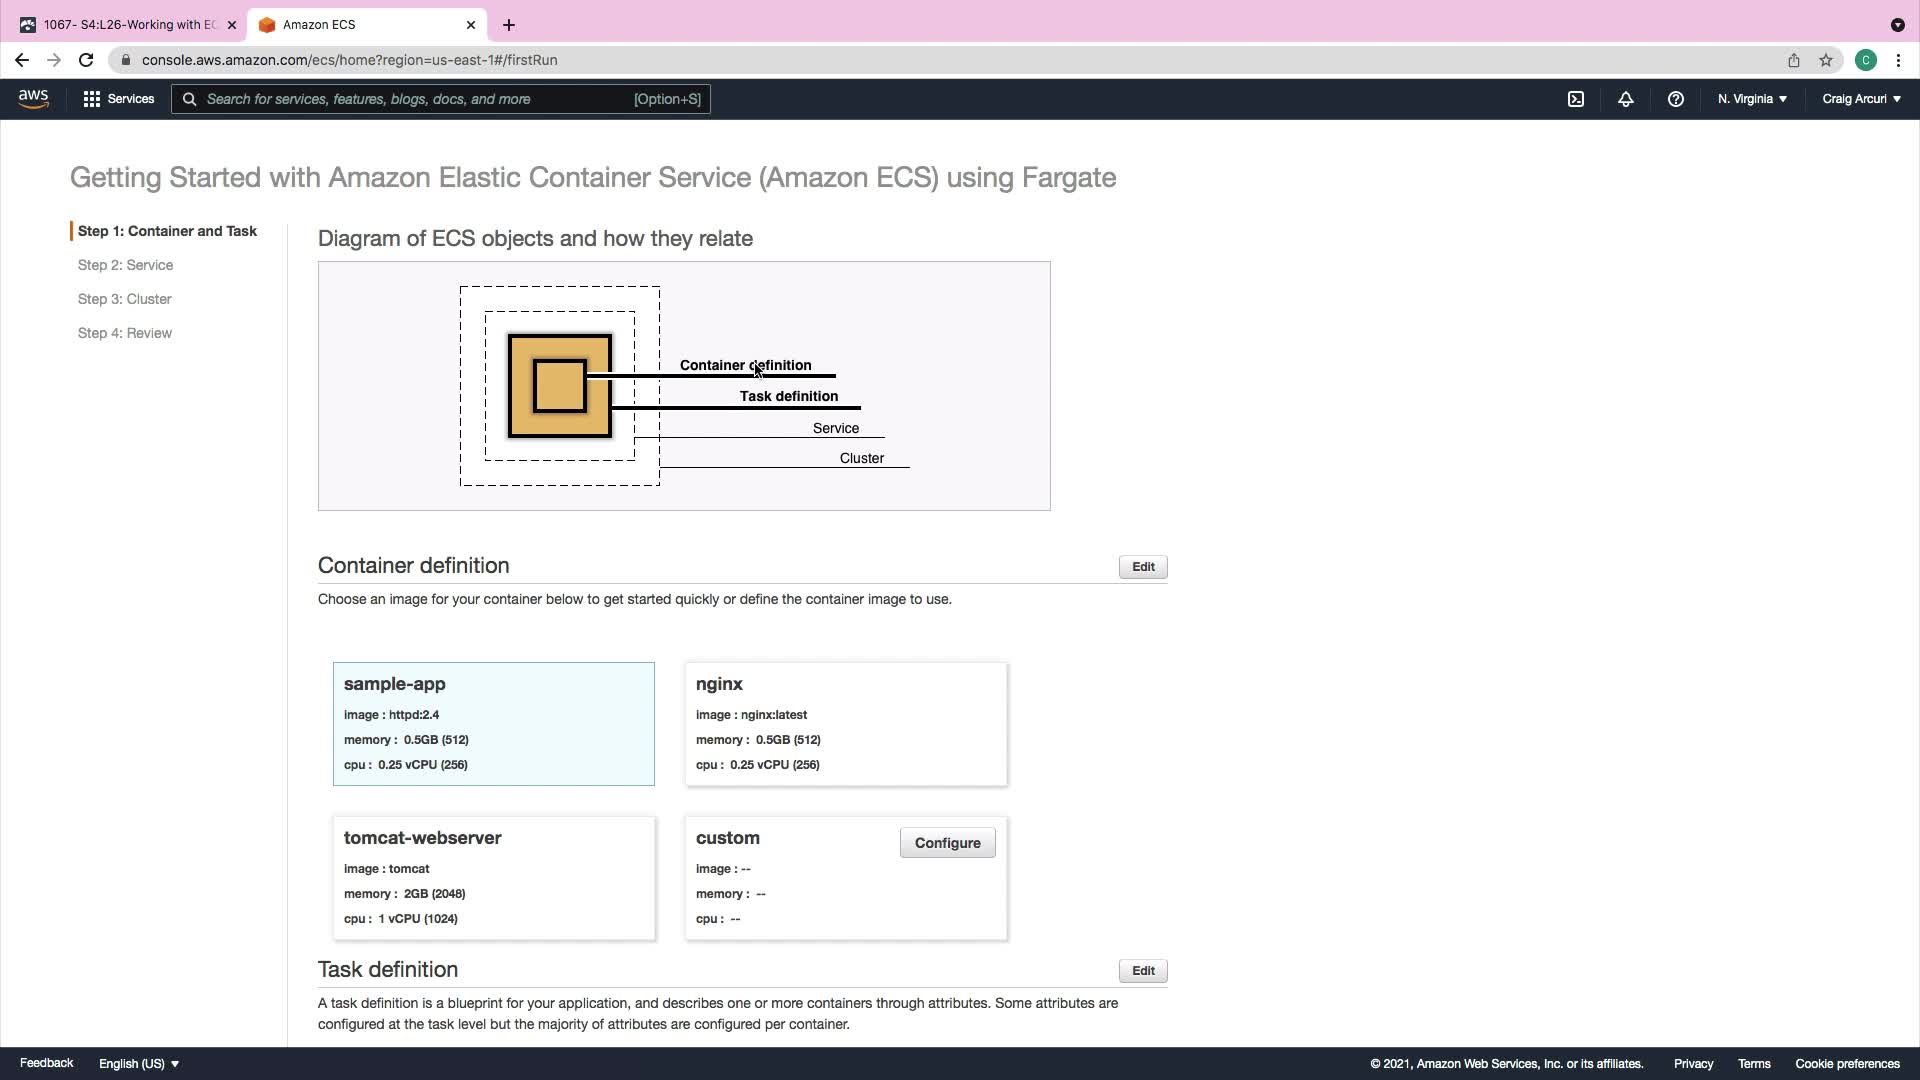 1067- S4:L26-Working with EC
Amazon ECS
console.aws.amazon.com/ecs/home?region=us-east-1#/firstRun
C
aws
Services
Search for services, features, blogs, docs, and more
[Option+S]
N. Virginia
Craig Arcuri
Getting Started with Amazon Elastic Container Service (Amazon ECS) using Fargate
Step 1: Container and Task
Step 2: Service
Step 3: Cluster
Step 4: Review
Diagram of ECS objects and how they relate
Container definition
Task definition
Service
Cluster
Container definition
Edit
Choose an image for your container below to get started quickly or define the container image to use.
sample-app
image : httpd:2.4
memory : 0.5GB (512)
cpu : 0.25 vCPU (256)
nginx
image : nginx:latest
memory : 0.5GB (512)
cpu : 0.25 vCPU (256)
tomcat-webserver
image : tomcat
memory : 2GB (2048)
cpu : 1 vCPU (1024)
custom
Configure
image : --
memory : --
cpu : --
Task definition
Edit
A task definition is a blueprint for your application, and describes one or more containers through attributes. Some attributes are
configured at the task level but the majority of attributes are configured per container.
Feedback
English (US)
© 2021, Amazon Web Services, Inc. or its affiliates.
Privacy
Terms
Cookie preferences